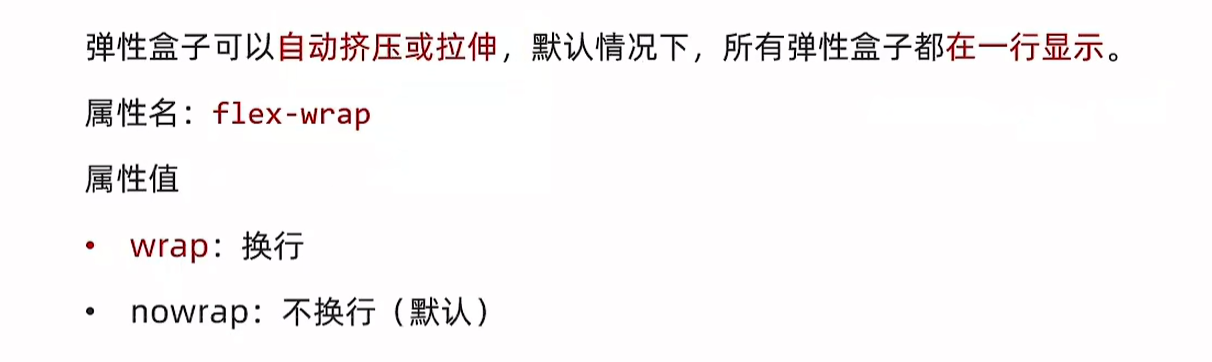 弹性盒子可以自动挤压或拉伸，默认情况下，所有弹性盒子都在一行显示。
属性名：flex-wrap
属性值
• wrap：换行
• nowrap：不换行（默认）